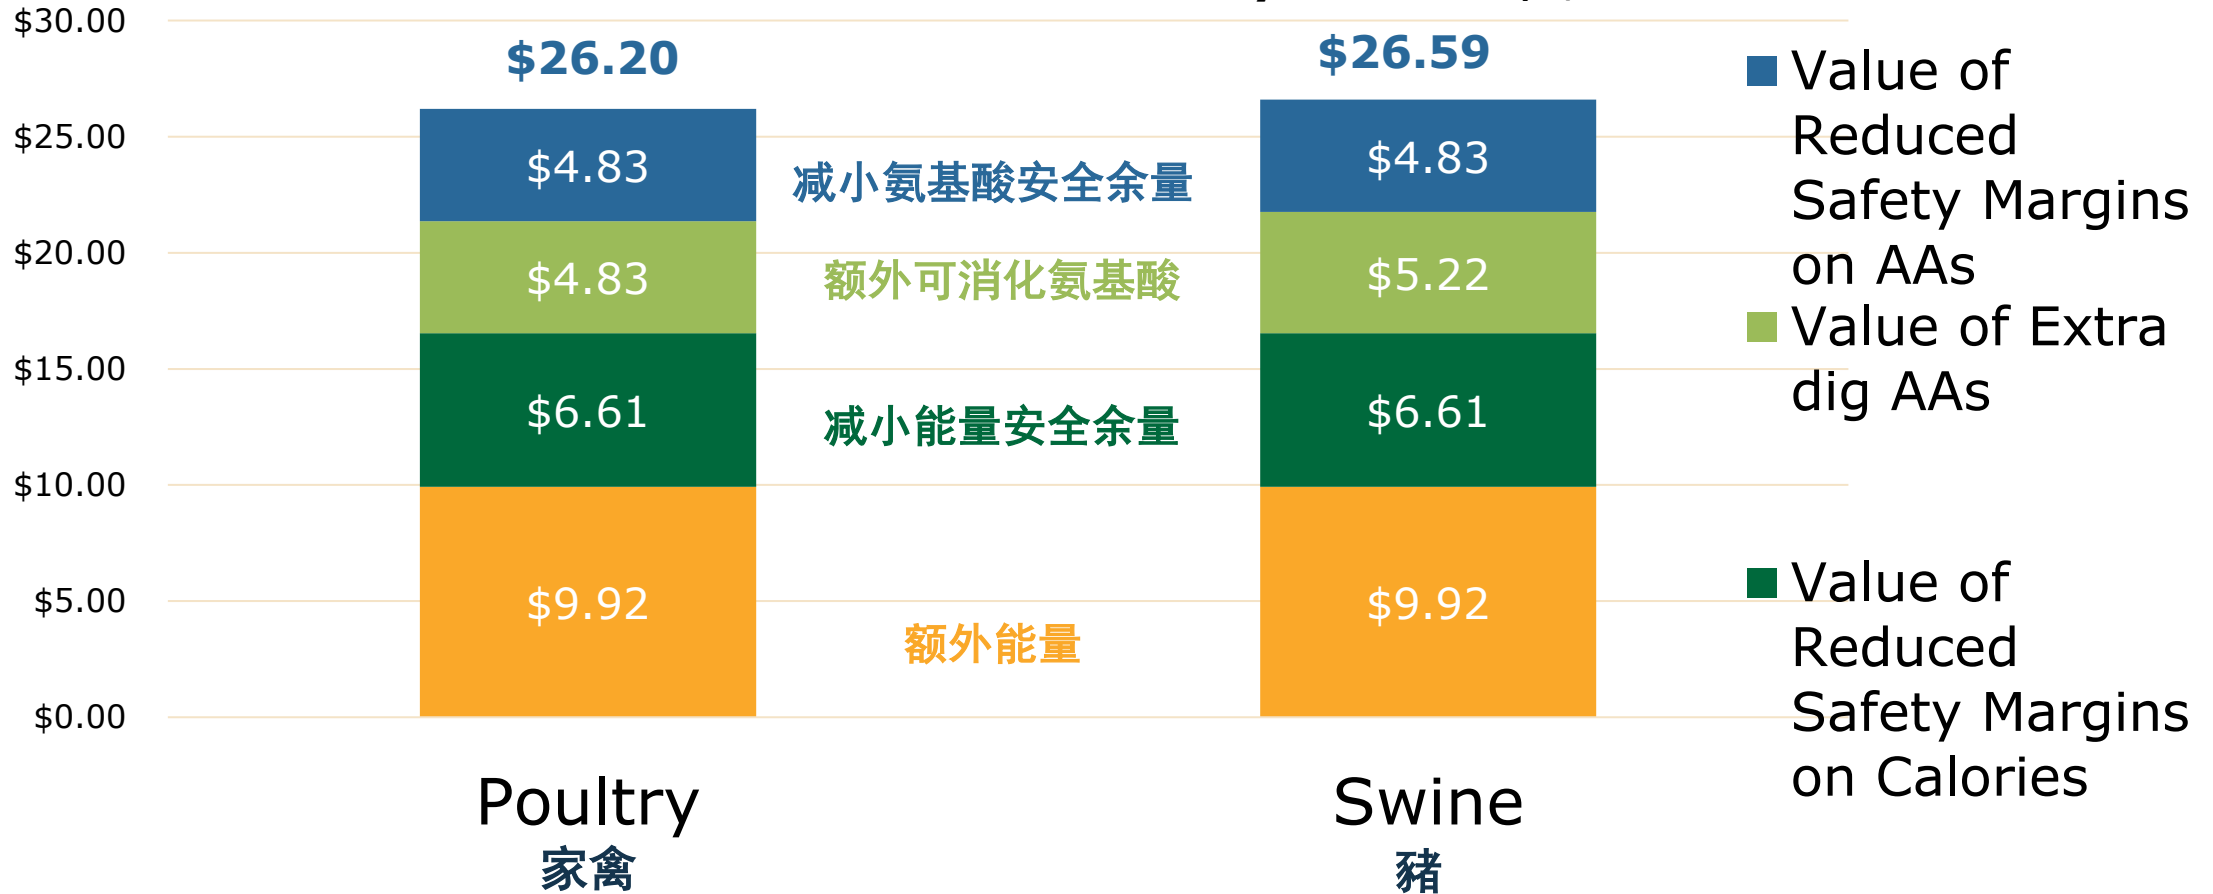 $30.00
$25.00
$20.00
$15.00
$10.00
$5.00
$0.00
$26.20
$4.83
$4.83
$6.61
$9.92
减小氨基酸安全余量
额外可消化氨基酸
减小能量安全余量
额外能量
$26.59
$4.83
$5.22
$6.61
$9.92
Poultry
家禽
Swine
豬
Value of
Reduced
Safety Margins
on AAs
Value of Extra
dig AAs
Value of
Reduced
Safety Margins
on Calories